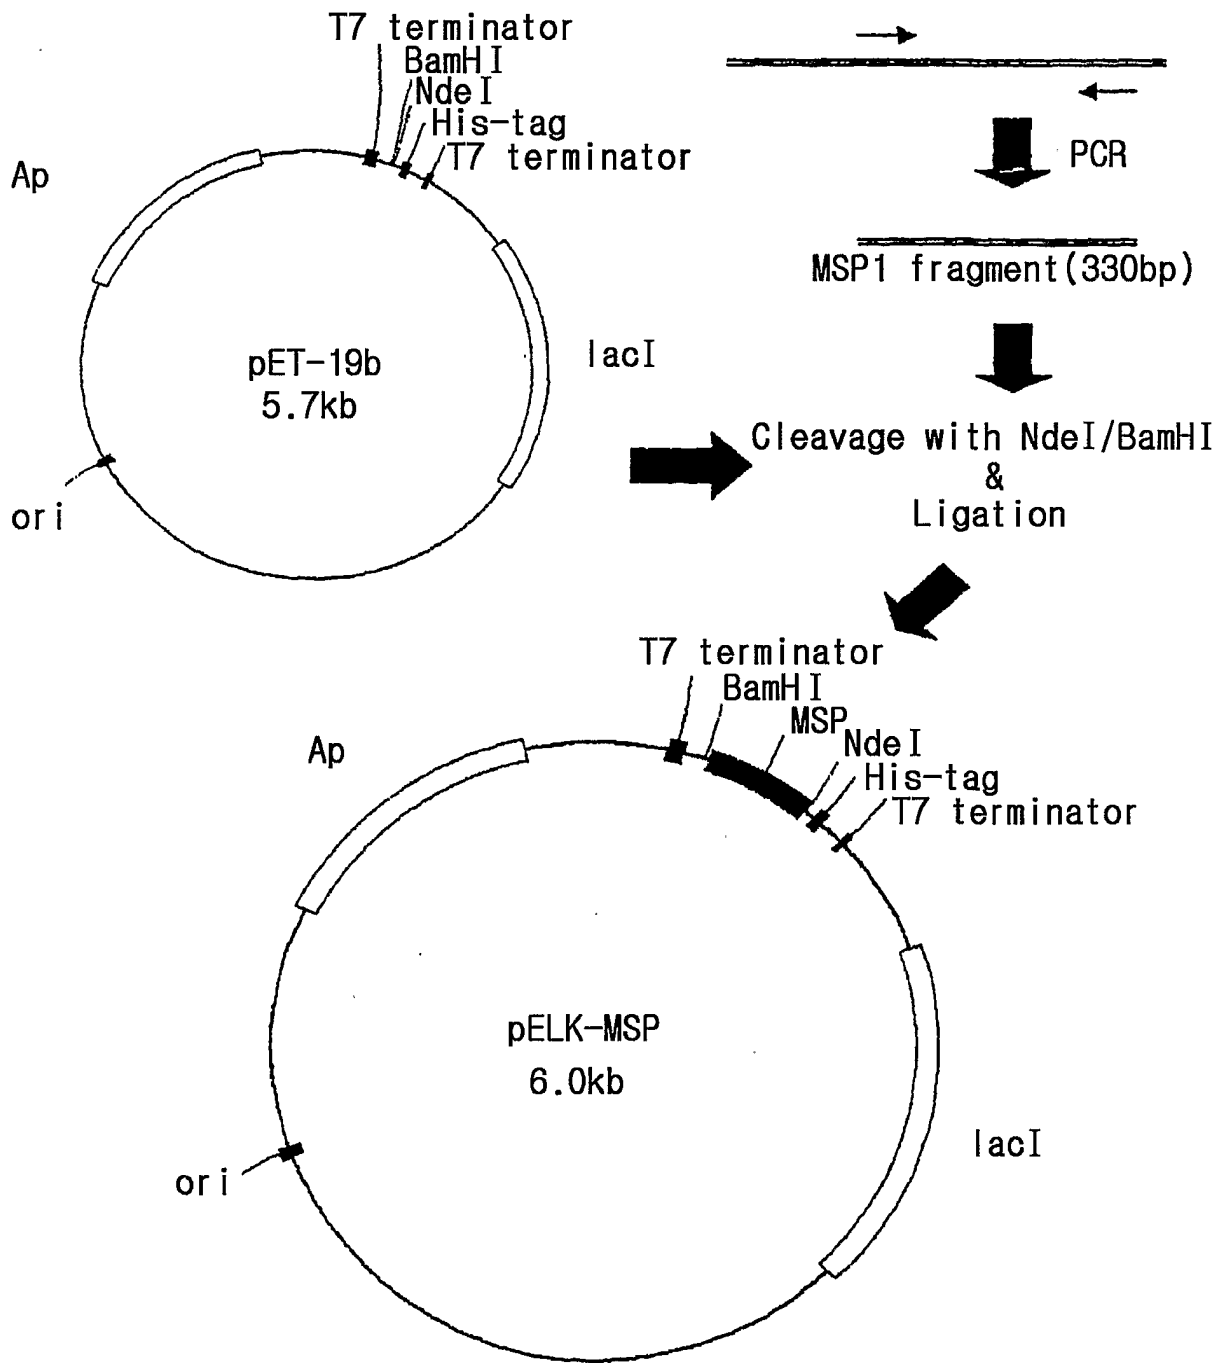 T7 terminator
BamHI
NdeI
His-tag
T7 terminator
Ap
pET-19b
5.7kb
lacI
ori
PCR
MSP1 fragment(330bp)
Cleavage with NdeI/BamHI
&
Ligation
T7 terminator
BamHI
MSP
NdeI
His-tag
T7 terminator
Ap
pELK-MSP
6.0kb
lacI
ori